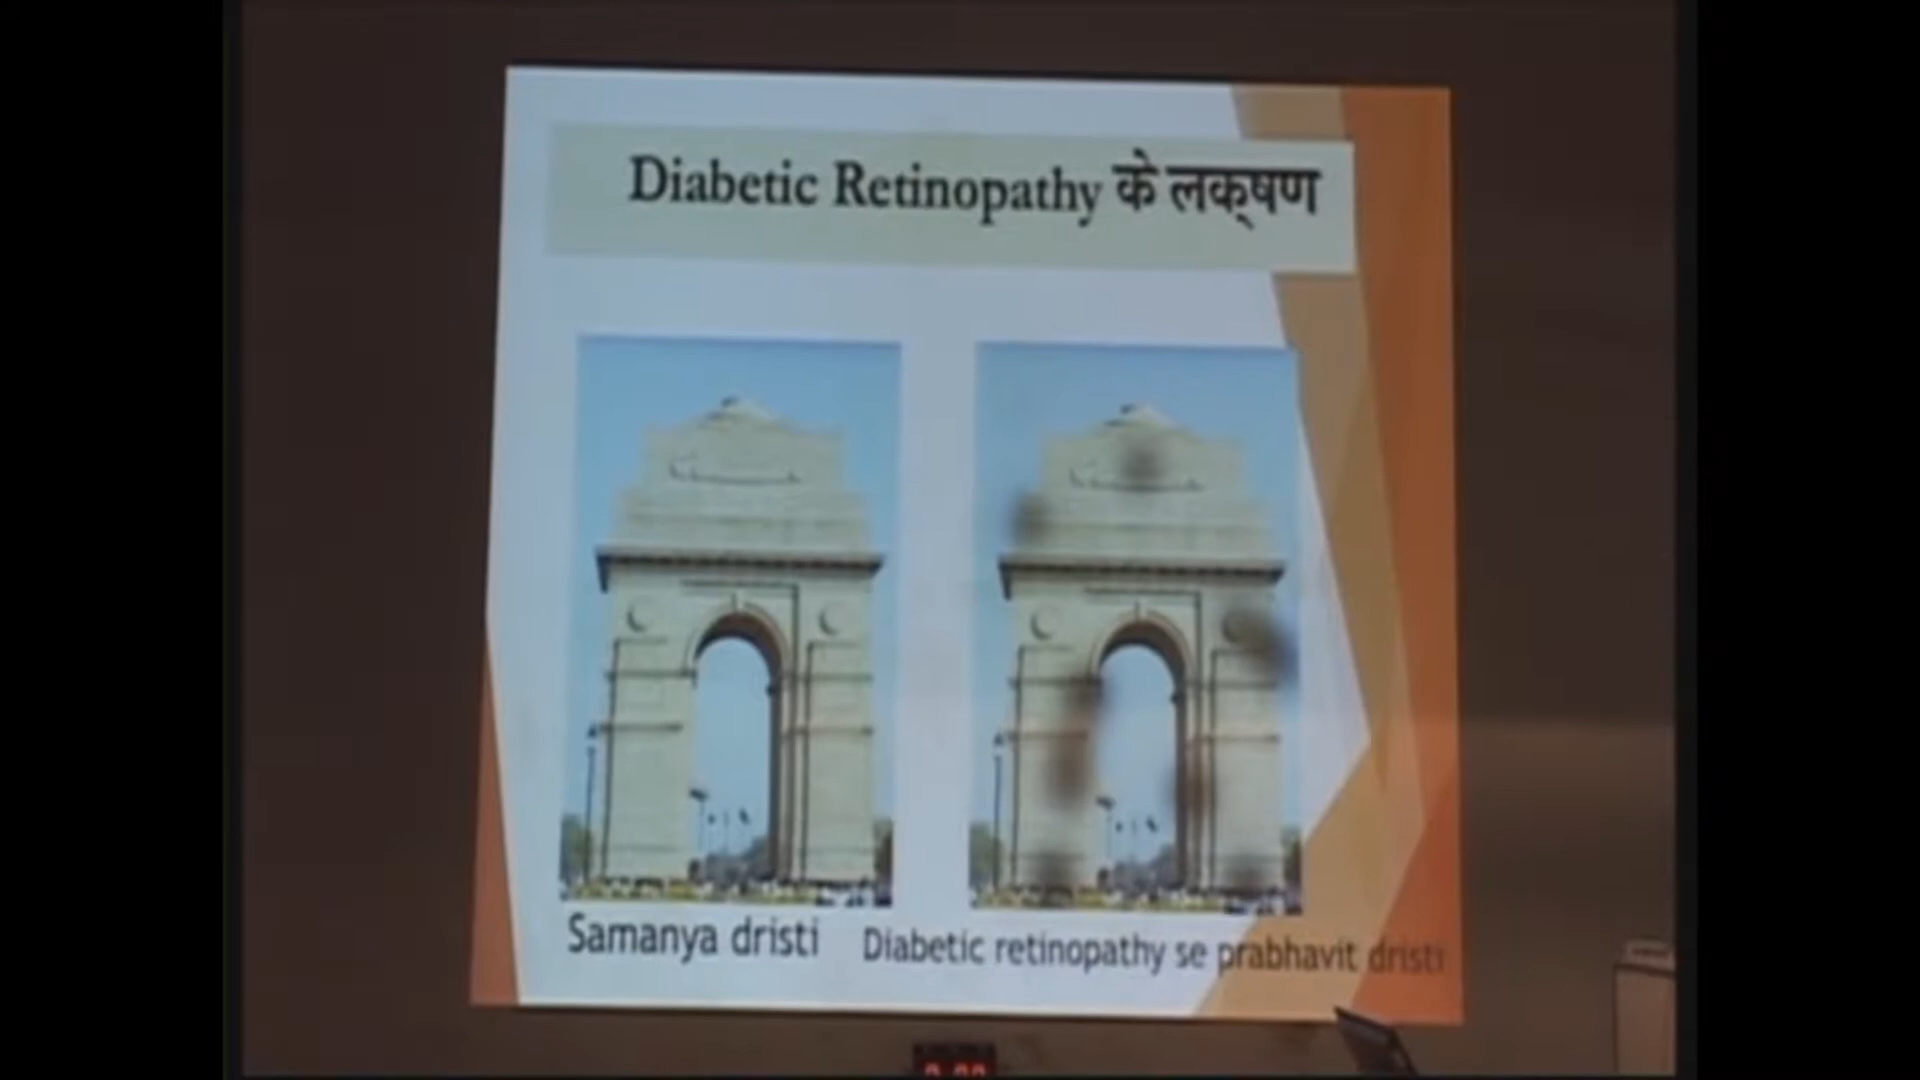 Diabetic Retinopathy के लक्षण
Samanya dristi
Diabetic retinopathy se prabhavit dristi